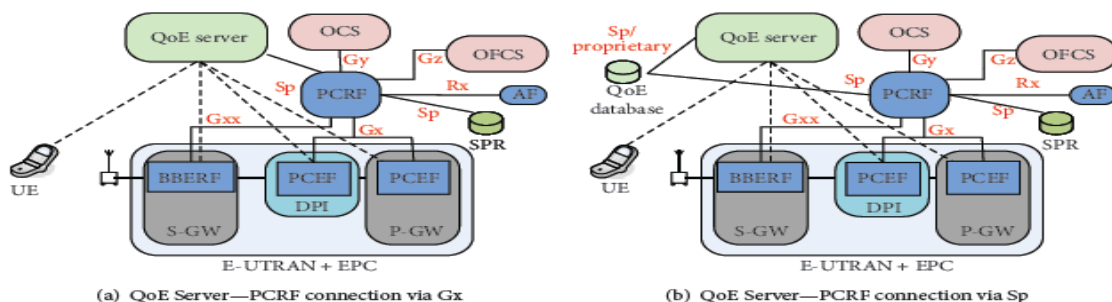 QoE server
OCS
OFCS
Gy
Gz
Sp
PCRF
Rx
AF
Sp
SPR
Gxx
Gx
UE
BBERF
PCEF
PCEF
DPI
S-GW
P-GW
E-UTRAN + EPC
(a) QoE Server—PCRF connection via Gx
Sp/
proprietary
QoE server
OCS
OFCS
Gy
Gz
QoE
database
Sp
PCRF
Rx
AF
Sp
SPR
Gxx
Gx
UE
BBERF
PCEF
PCEF
DPI
S-GW
P-GW
E-UTRAN + EPC
(b) QoE Server—PCRF connection via Sp